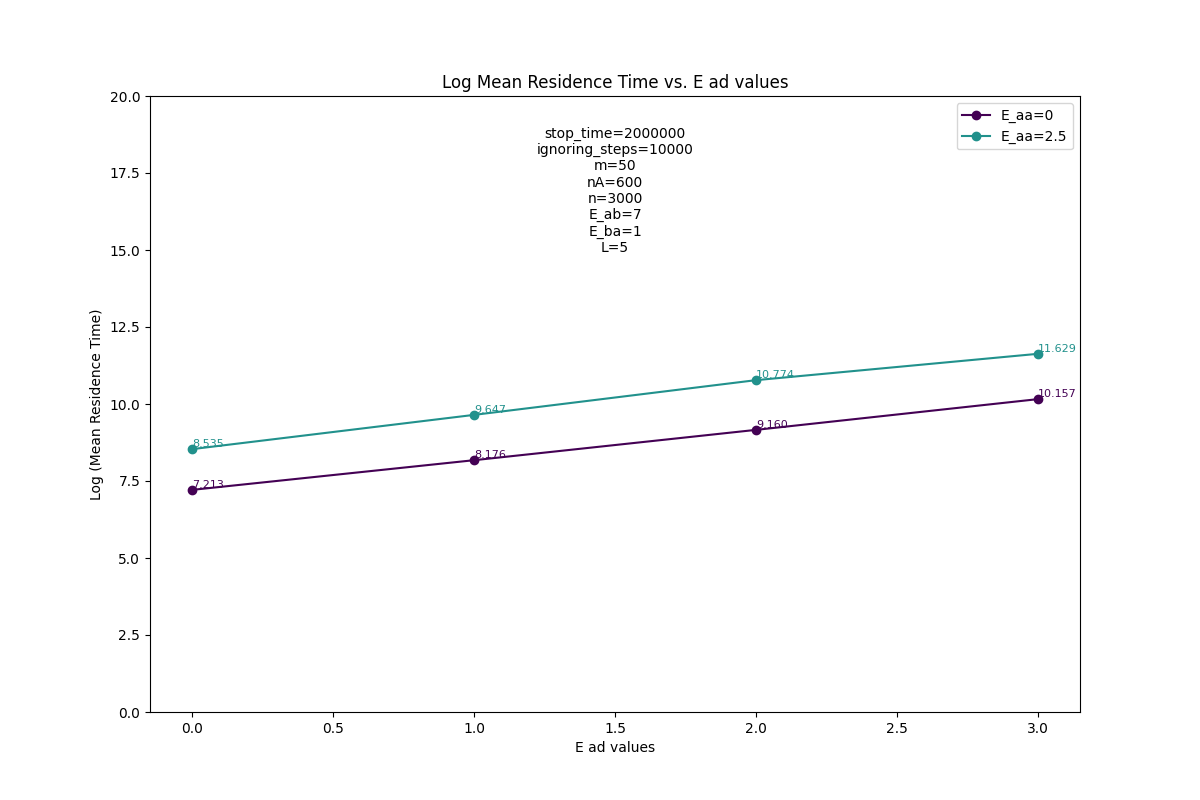 Log Mean Residence Time vs. E ad values
20.0
17.5
15.0
12.5
10.0
7.5
5.0
2.5
0.0
Log (Mean Residence Time)
stop_time=2000000
ignoring_steps=10000
m=50
nA=600
n=3000
E_ab=7
E_ba=1
L=5
E_aa=0
E_aa=2.5
8.535
9.647
10.774
11.629
7.213
8.176
9.160
10.157
0.0 0.5 1.0 1.5 2.0 2.5 3.0
E ad values